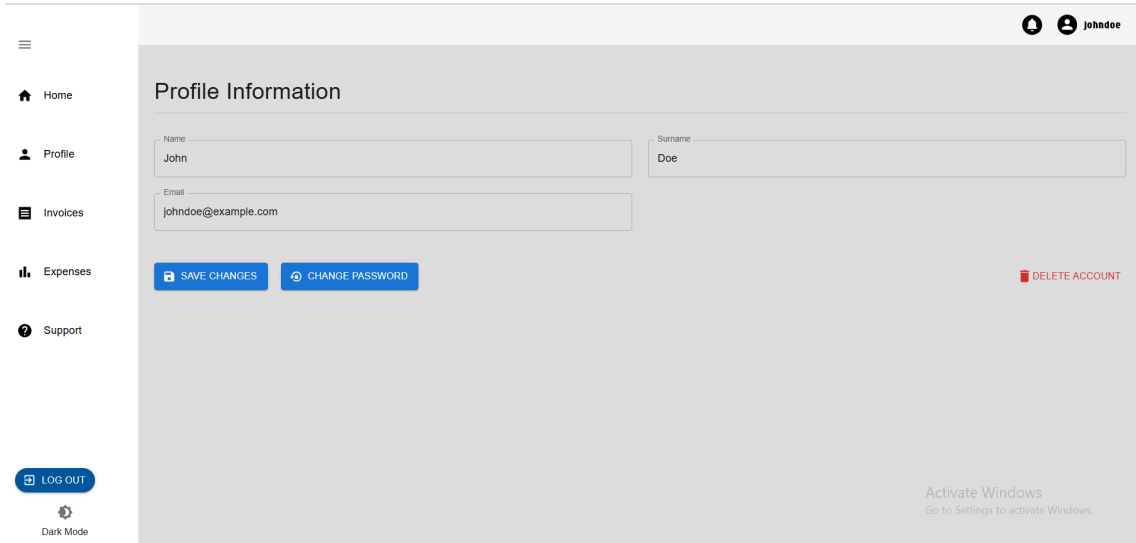 johndoe
Home
Profile
Invoices
Expenses
Support
LOG OUT
Dark Mode
Profile Information
Name
John
Surname
Doe
Email
johndoe@example.com
SAVE CHANGES
CHANGE PASSWORD
DELETE ACCOUNT
Activate Windows
Go to Settings to activate Windows.